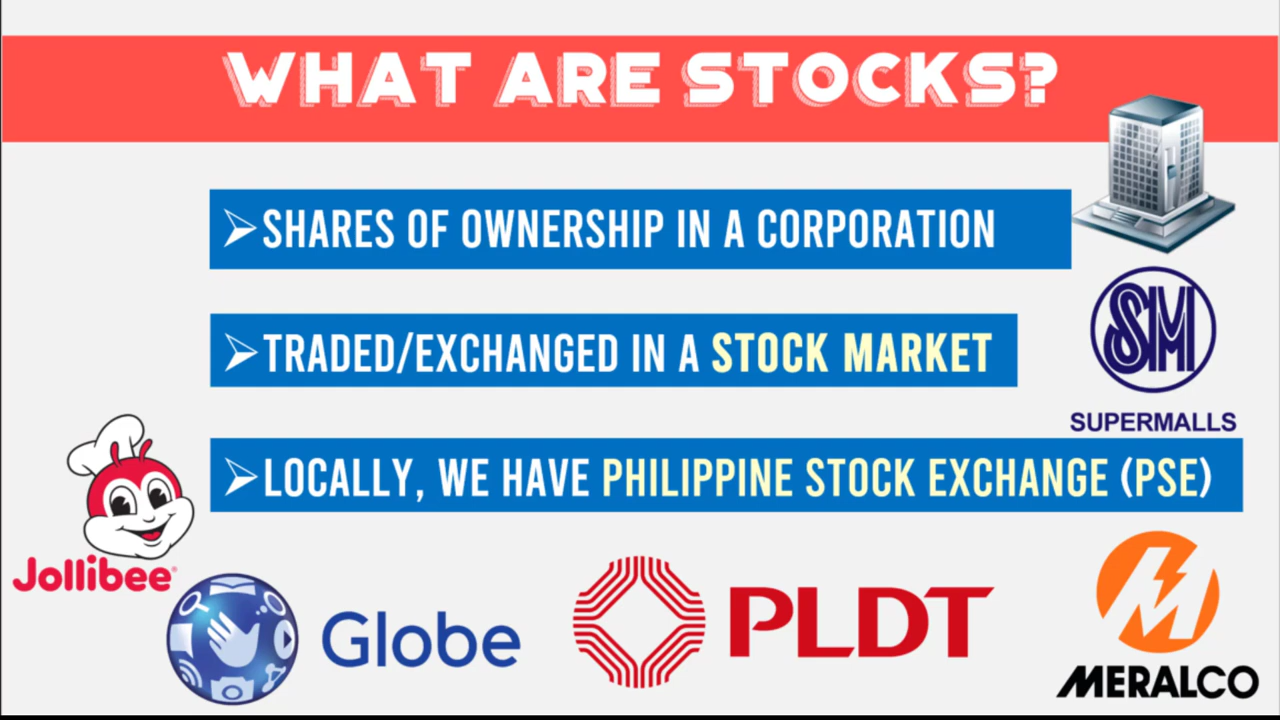 WHAT ARE STOCKS?
➢SHARES OF OWNERSHIP IN A CORPORATION
➢TRADED/EXCHANGED IN A STOCK MARKET
SM
SUPERMALLS
➢LOCALLY, WE HAVE PHILIPPINE STOCK EXCHANGE (PSE)
Jollibee®
Globe
PLDT
MERALCO